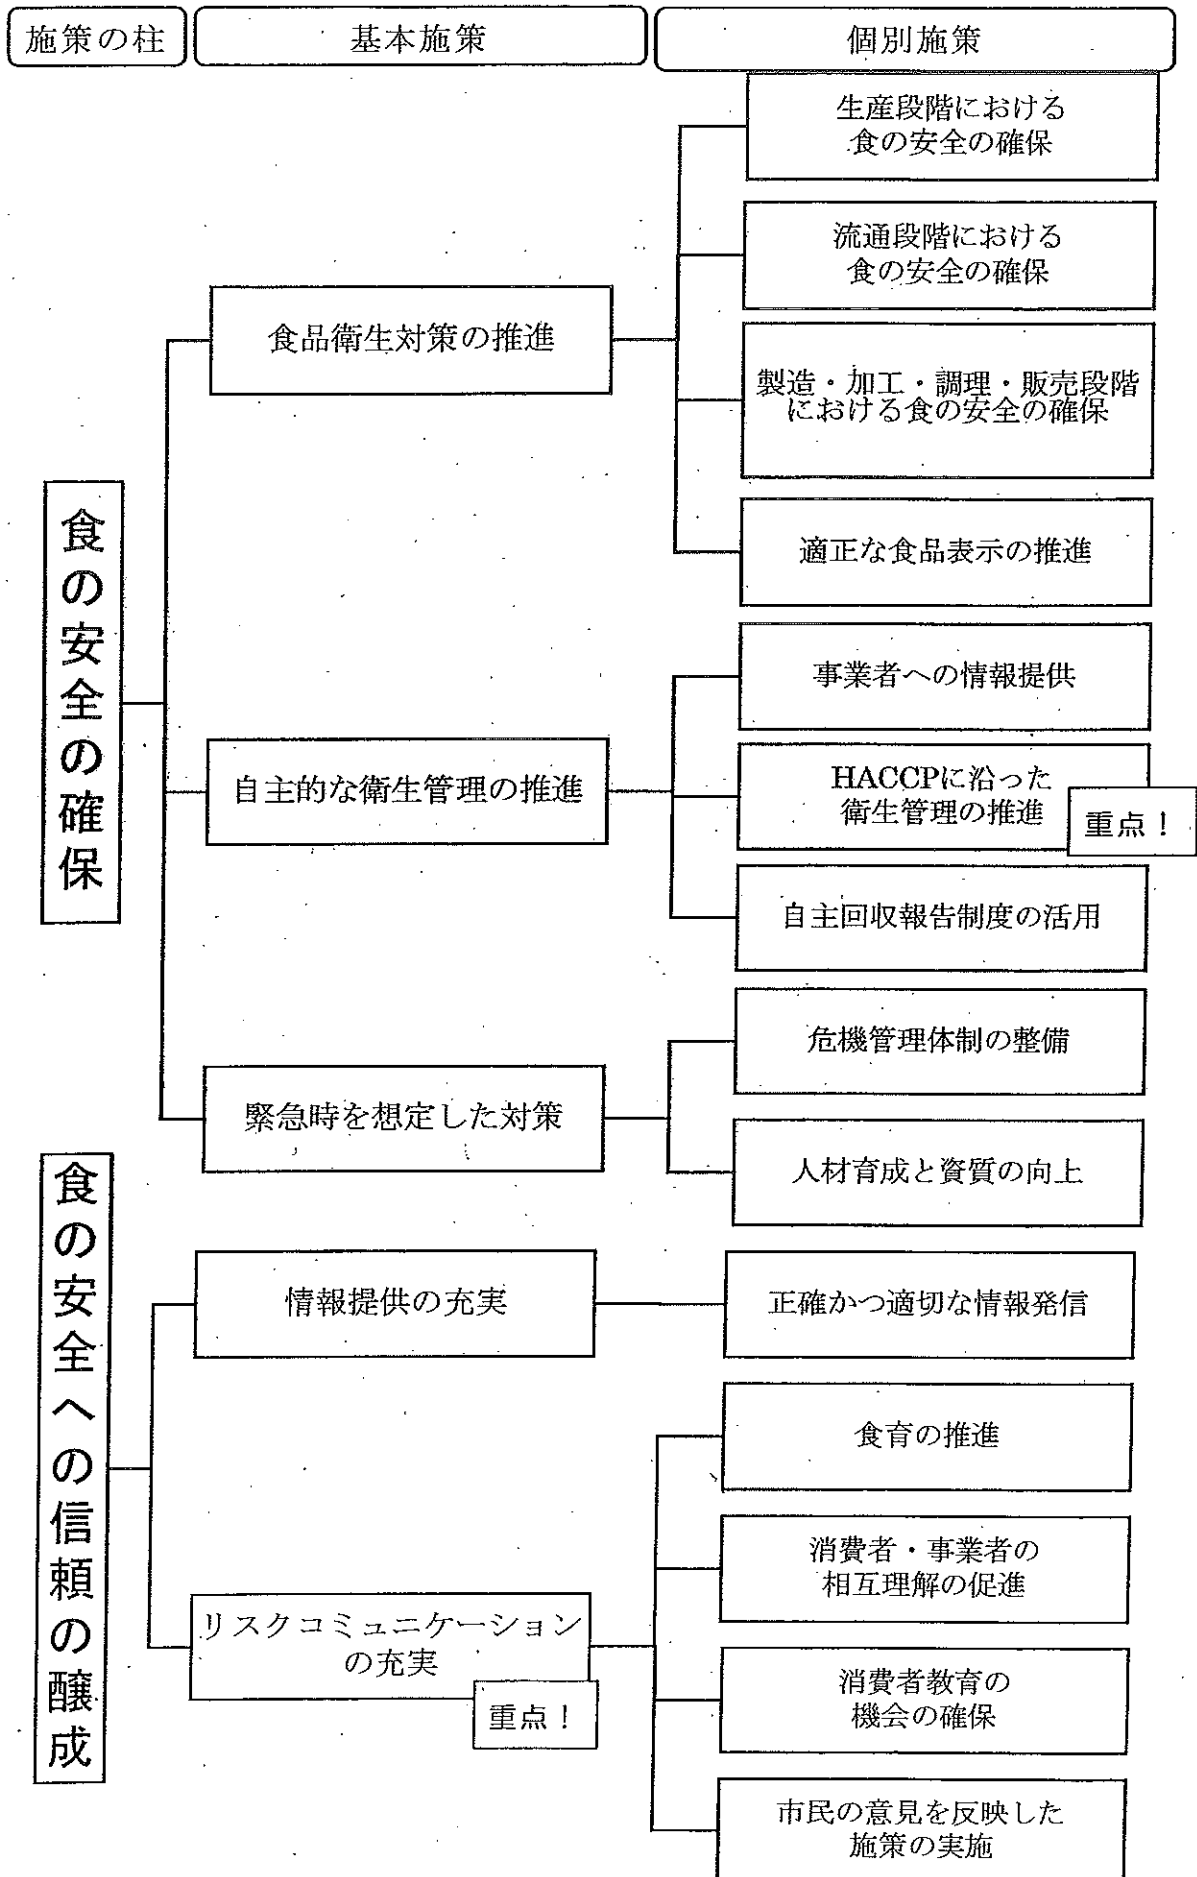 施策の柱
基本施策
個別施策
食の安全の確保
食品衛生対策の推進
生産段階における
食の安全の確保
流通段階における
食の安全の確保
製造・加工・調理・販売段階
における食の安全の確保
適正な食品表示の推進
自主的な衛生管理の推進
事業者への情報提供
HACCPに沿った
衛生管理の推進
重点！
自主回収報告制度の活用
緊急時を想定した対策
危機管理体制の整備
人材育成と資質の向上
食の安全への信頼の醸成
情報提供の充実
正確かつ適切な情報発信
リスクコミュニケーション
の充実
重点！
食育の推進
消費者・事業者の
相互理解の促進
消費者教育の
機会の確保
市民の意見を反映した
施策の実施